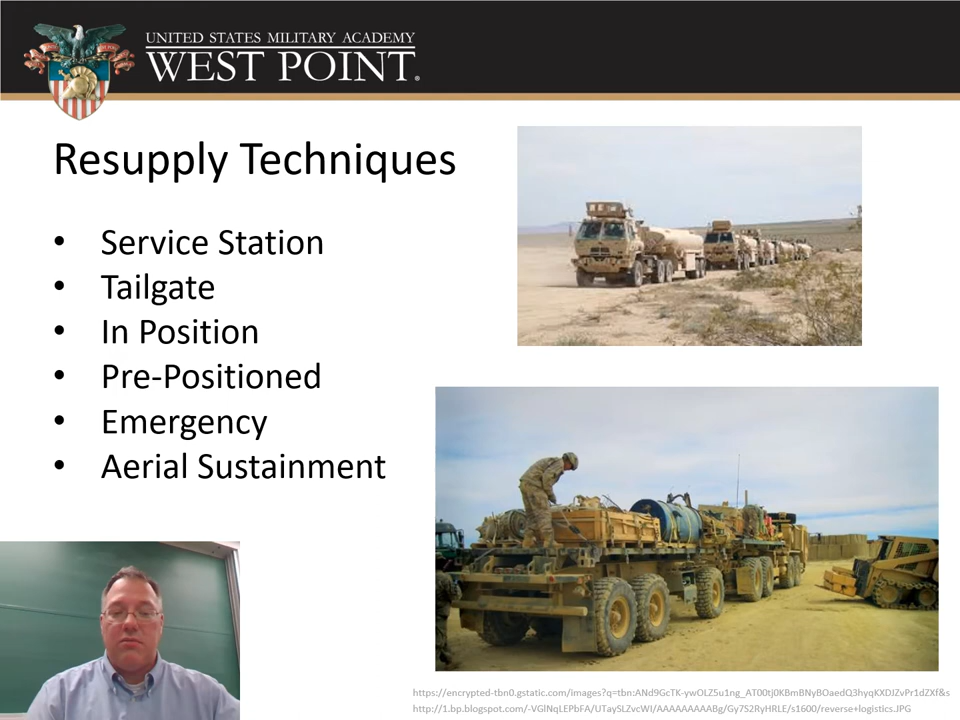 UNITED STATES MILITARY ACADEMY
WEST POINT®
Resupply Techniques
• Service Station
• Tailgate
• In Position
• Pre-Positioned
• Emergency
• Aerial Sustainment
https://encrypted-tbn0.gstatic.com/images?q=tbn:ANd9GcTK-ywOLZ5u1ng_AT00tj0KBmBNyBOaedQ3hyqKXDJZvPr1dZXf&s
http://1.bp.blogspot.com/-VGlNqLEPbFA/UTaySLZvcWI/AAAAAAAAABg/Gy7S2RyHRLE/s1600/reverse+logistics.JPG